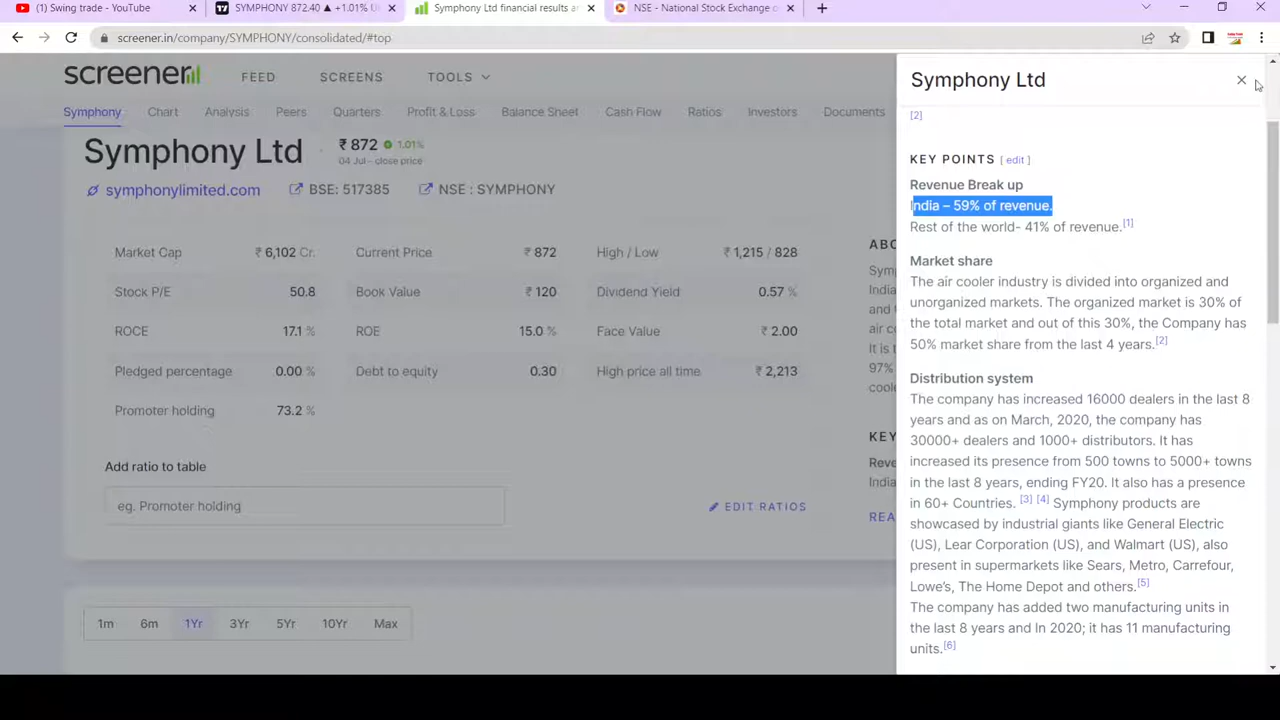 (1) Swing trade - YouTube
SYMPHONY 872.40 ▲ +1.01%
Symphony Ltd financial results a
NSE - National Stock Exchange o
screener.in/company/SYMPHONY/consolidated/#top
screener
FEED
SCREENS
TOOLS
Symphony Chart Analysis Peers Quarters Profit & Loss Balance Sheet Cash Flow Ratios Investors Documents
Symphony Ltd
₹ 872 1.01%
04 Jul - close price
symphonylimited.com
BSE: 517385
NSE : SYMPHONY
Market Cap ₹ 6,102 Cr.
Current Price ₹ 872
High / Low ₹ 1,215 / 828
Stock P/E 50.8
Book Value ₹ 120
Dividend Yield 0.57 %
ROCE 17.1 %
ROE 15.0 %
Face Value ₹ 2.00
Pledged percentage 0.00 %
Debt to equity 0.30
High price all time ₹ 2,213
Promoter holding 73.2 %
Add ratio to table
eg. Promoter holding
EDIT RATIOS
1m 6m 1Yr 3Yr 5Yr 10Yr Max
ABO
Symp
India
and
air c
It is t
97%
coole
KEY
Reve
India
REA
Symphony Ltd
[2]
KEY POINTS [ edit ]
Revenue Break up
India – 59% of revenue.
Rest of the world- 41% of revenue.[1]
Market share
The air cooler industry is divided into organized and
unorganized markets. The organized market is 30% of
the total market and out of this 30%, the Company has
50% market share from the last 4 years.[2]
Distribution system
The company has increased 16000 dealers in the last 8
years and as on March, 2020, the company has
30000+ dealers and 1000+ distributors. It has
increased its presence from 500 towns to 5000+ towns
in the last 8 years, ending FY20. It also has a presence
in 60+ Countries. [3] [4] Symphony products are
showcased by industrial giants like General Electric
(US), Lear Corporation (US), and Walmart (US), also
present in supermarkets like Sears, Metro, Carrefour,
Lowe’s, The Home Depot and others.[5]
The company has added two manufacturing units in
the last 8 years and In 2020; it has 11 manufacturing
units.[6]